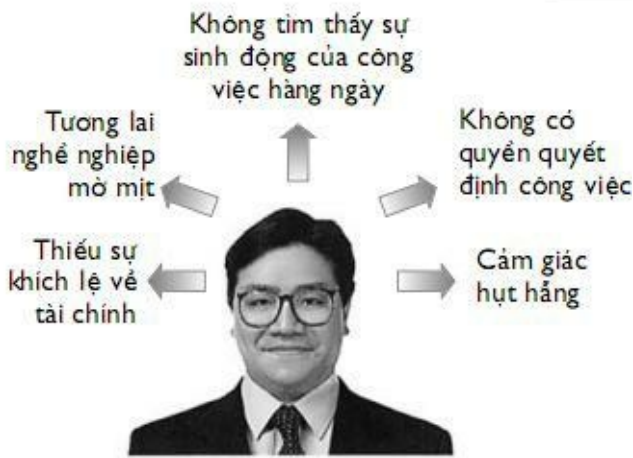 Không tìm thấy sự
sinh động của công
việc hàng ngày
Tương lai
nghề nghiệp
mờ mịt
Không có
quyền quyết
định công việc
Thiếu sự
khích lệ về
tài chính
Cảm giác
hụt hẫng